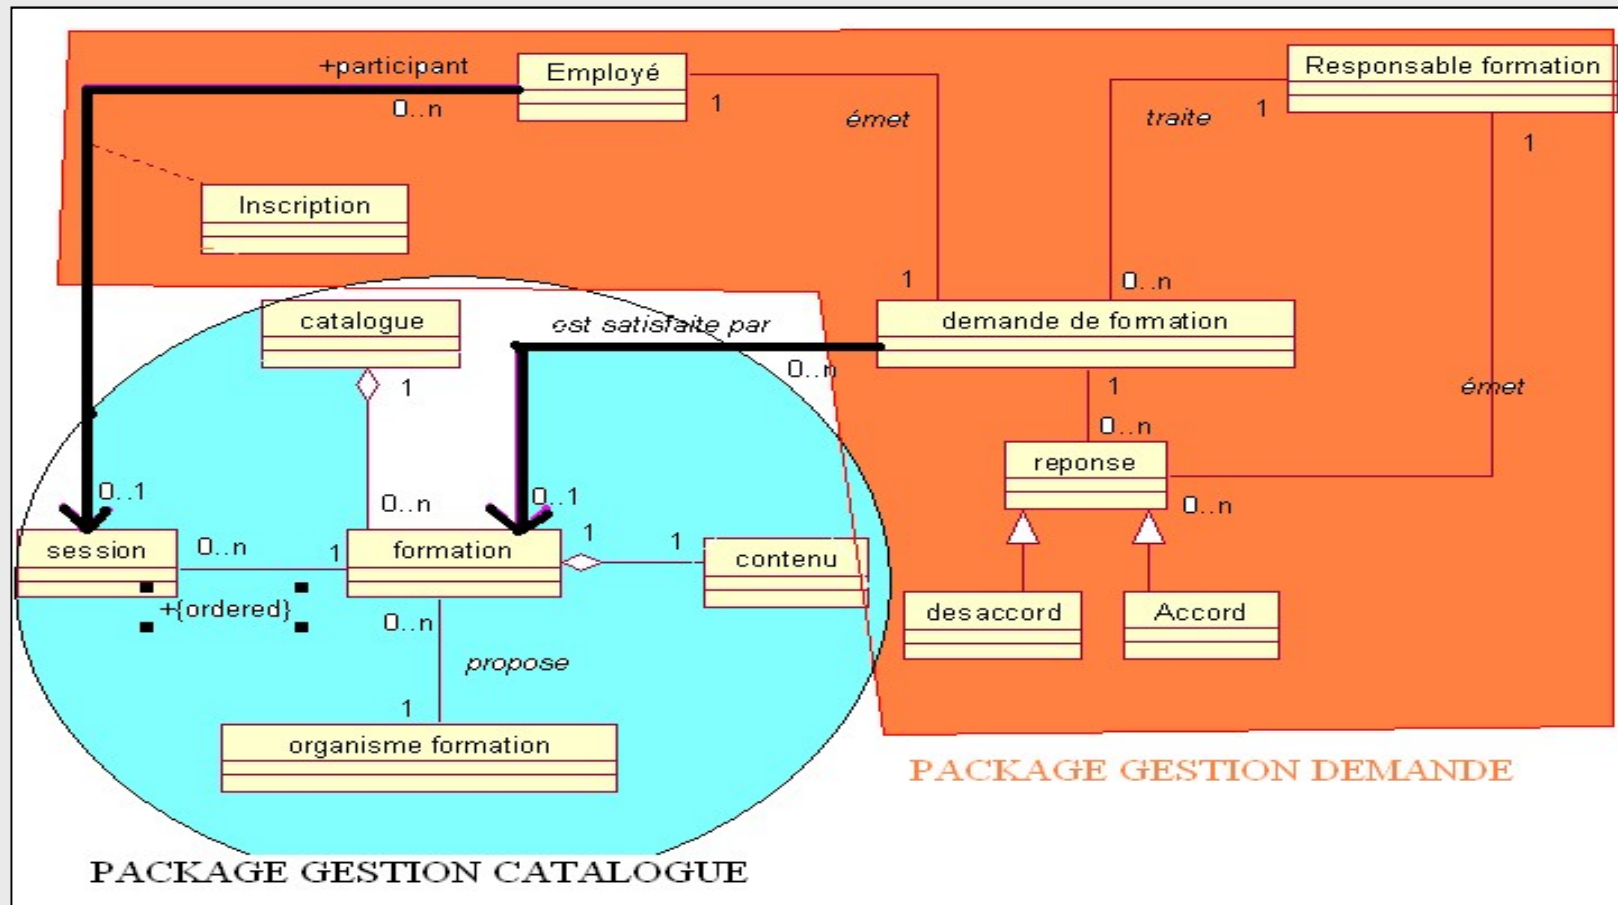 +participant
0..n
Employé
1
émet
traite
1
Responsable formation
1
Inscription
1
0..n
catalogue
1
est satisfaite par
0..n
demande de formation
1
0..n
émet
reponse
0..n
0..1
0..n
0..1
session
0..n
1
formation
1
1
contenu
+{ordered}
0..n
desaccord
Accord
propose
1
organisme formation
PACKAGE GESTION DEMANDE
PACKAGE GESTION CATALOGUE